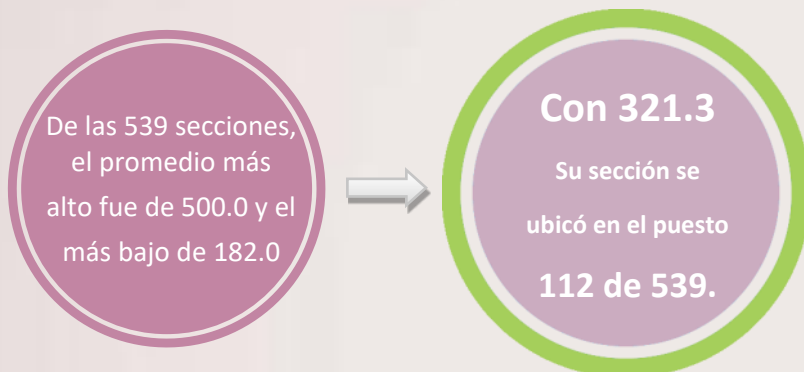 De las 539 secciones,
el promedio más
alto fue de 500.0 y el
más bajo de 182.0
Con 321.3
Su sección se
ubicó en el puesto
112 de 539.